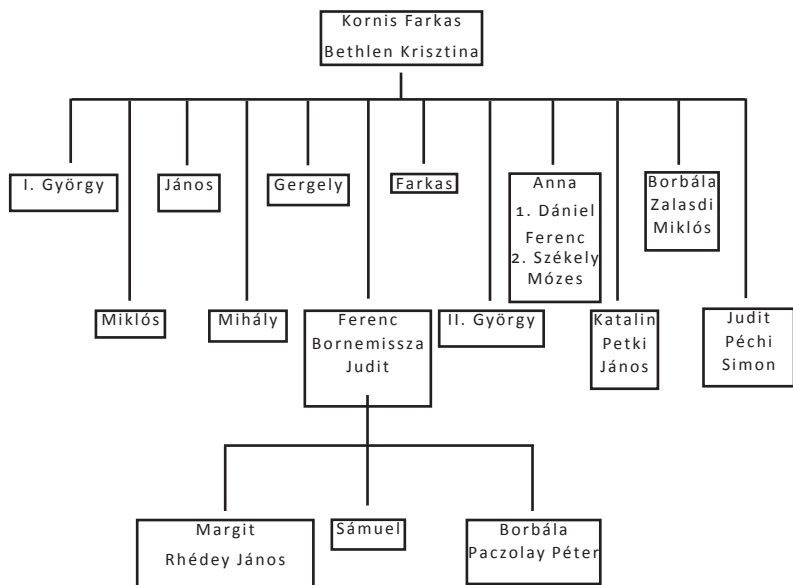 Kornis Farkas
Bethlen Krisztina
I. György
János
Gergely
Farkas
Anna
1. Dániel
Ferenc
2. Székely
Mózes
Borbála
Zalasdi
Miklós
Miklós
Mihály
Ferenc
Bornemissza
Judit
II. György
Katalin
Petki
János
Judit
Péchi
Simon
Margit
Rhédey János
Sámuel
Borbála
Paczolay Péter